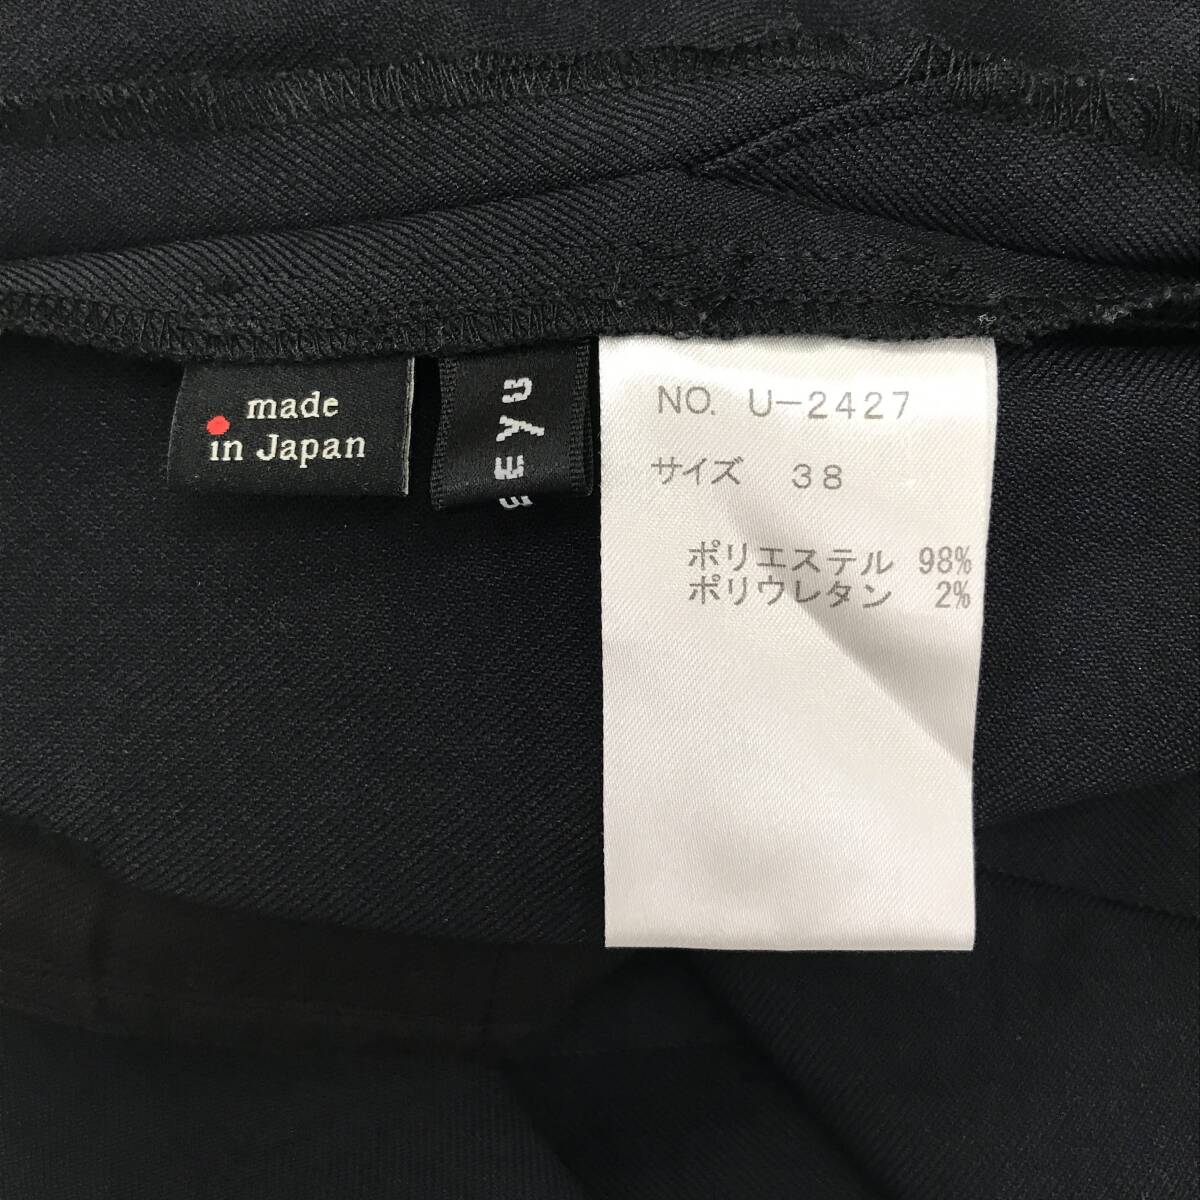 made
in Japan
EEYU
NO. U-2427
サイズ 38
ポリエステル 98%
ポリウレタン 2%